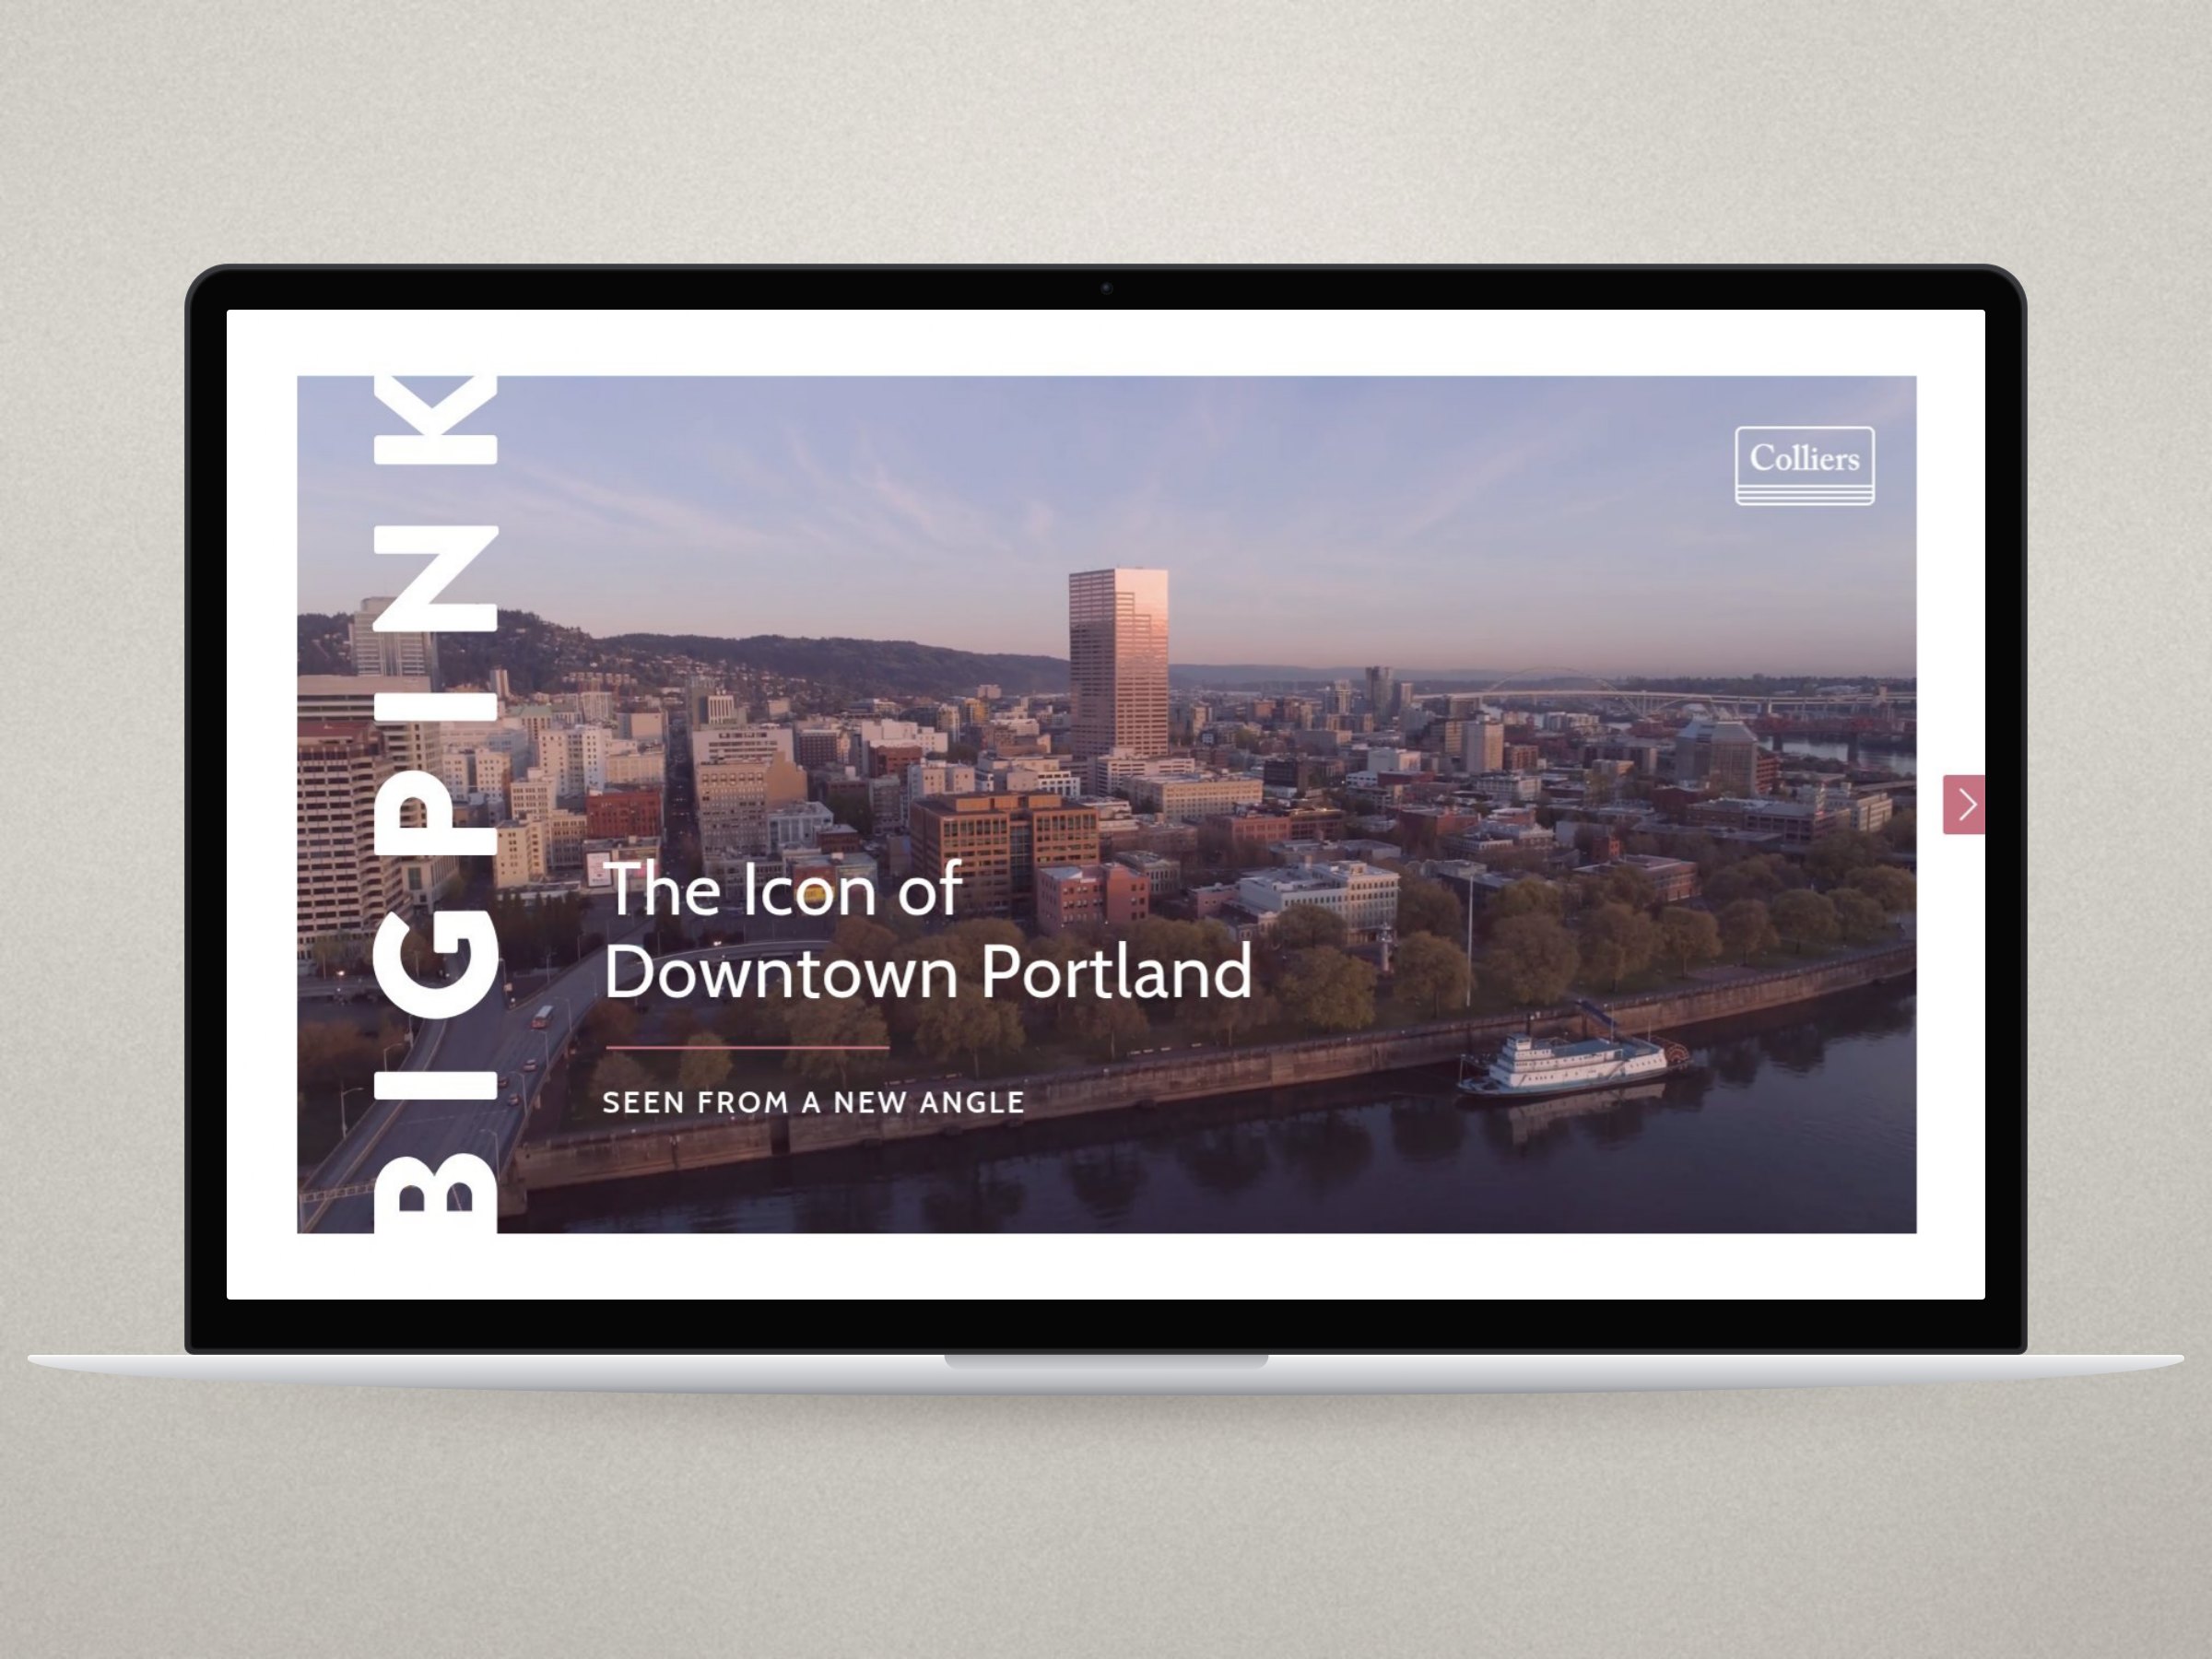 BIGPINK
Colliers
The Icon of
Downtown Portland
SEEN FROM A NEW ANGLE